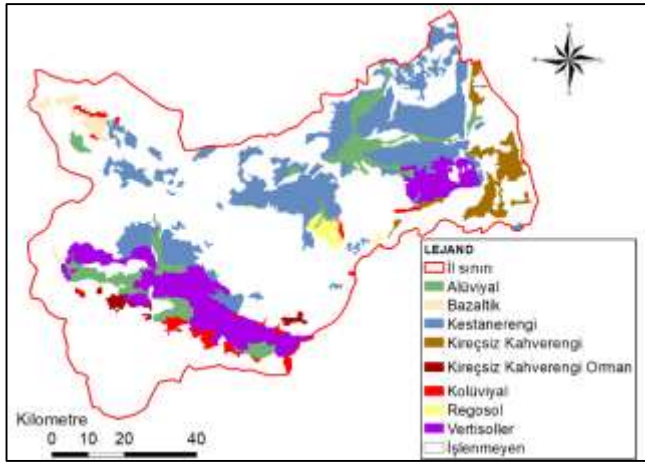 LEJAND
İl sınırı
Alüviyal
Bazaltik
Kestanerengi
Kireçsiz Kahverengi
Kireçsiz Kahverengi Orman
Kolüviyal
Regosol
Vertisoller
İşlenmeyen
Kilometre
0 10 20 40